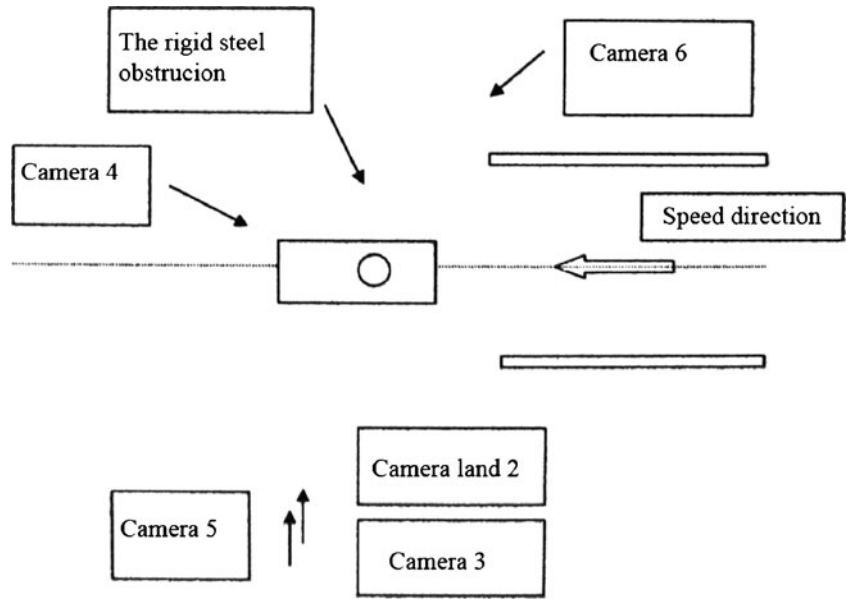 The rigid steel
obstrucion
Camera 6
Camera 4
Speed direction
Camera land 2
Camera 5
Camera 3